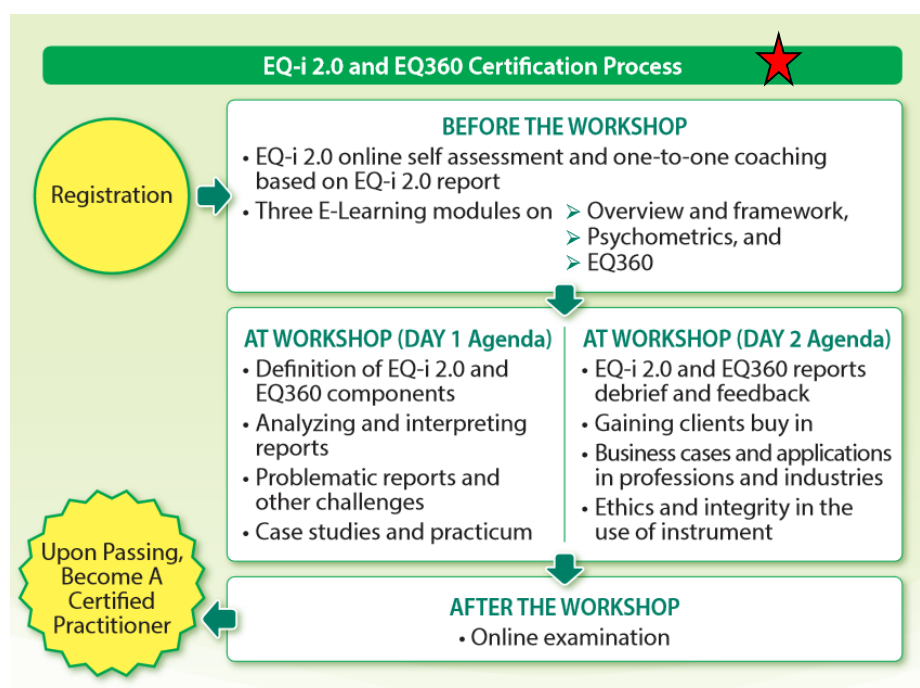 EQ-i 2.0 and EQ360 Certification Process
Registration
BEFORE THE WORKSHOP
• EQ-i 2.0 online self assessment and one-to-one coaching
based on EQ-i 2.0 report
• Three E-Learning modules on ➢ Overview and framework,
➢ Psychometrics, and
➢ EQ360
AT WORKSHOP (DAY 1 Agenda)
• Definition of EQ-i 2.0 and
EQ360 components
• Analyzing and interpreting
reports
• Problematic reports and
other challenges
• Case studies and practicum
AT WORKSHOP (DAY 2 Agenda)
• EQ-i 2.0 and EQ360 reports
debrief and feedback
• Gaining clients buy in
• Business cases and applications
in professions and industries
• Ethics and integrity in the
use of instrument
AFTER THE WORKSHOP
• Online examination
Upon Passing,
Become A
Certified
Practitioner